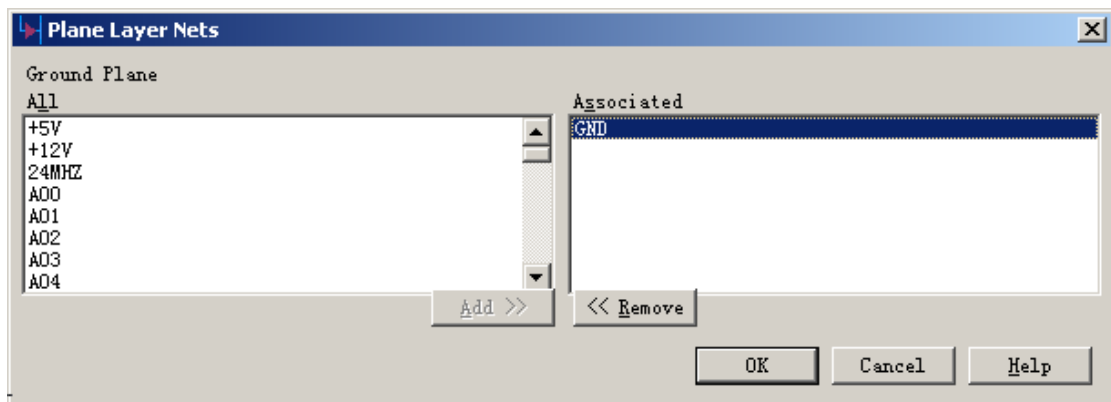 Plane Layer Nets
Ground Plane
All
Associated
+5V
+12V
24MHZ
A00
A01
A02
A03
A04
GND
Add >>
<< Remove
OK
Cancel
Help